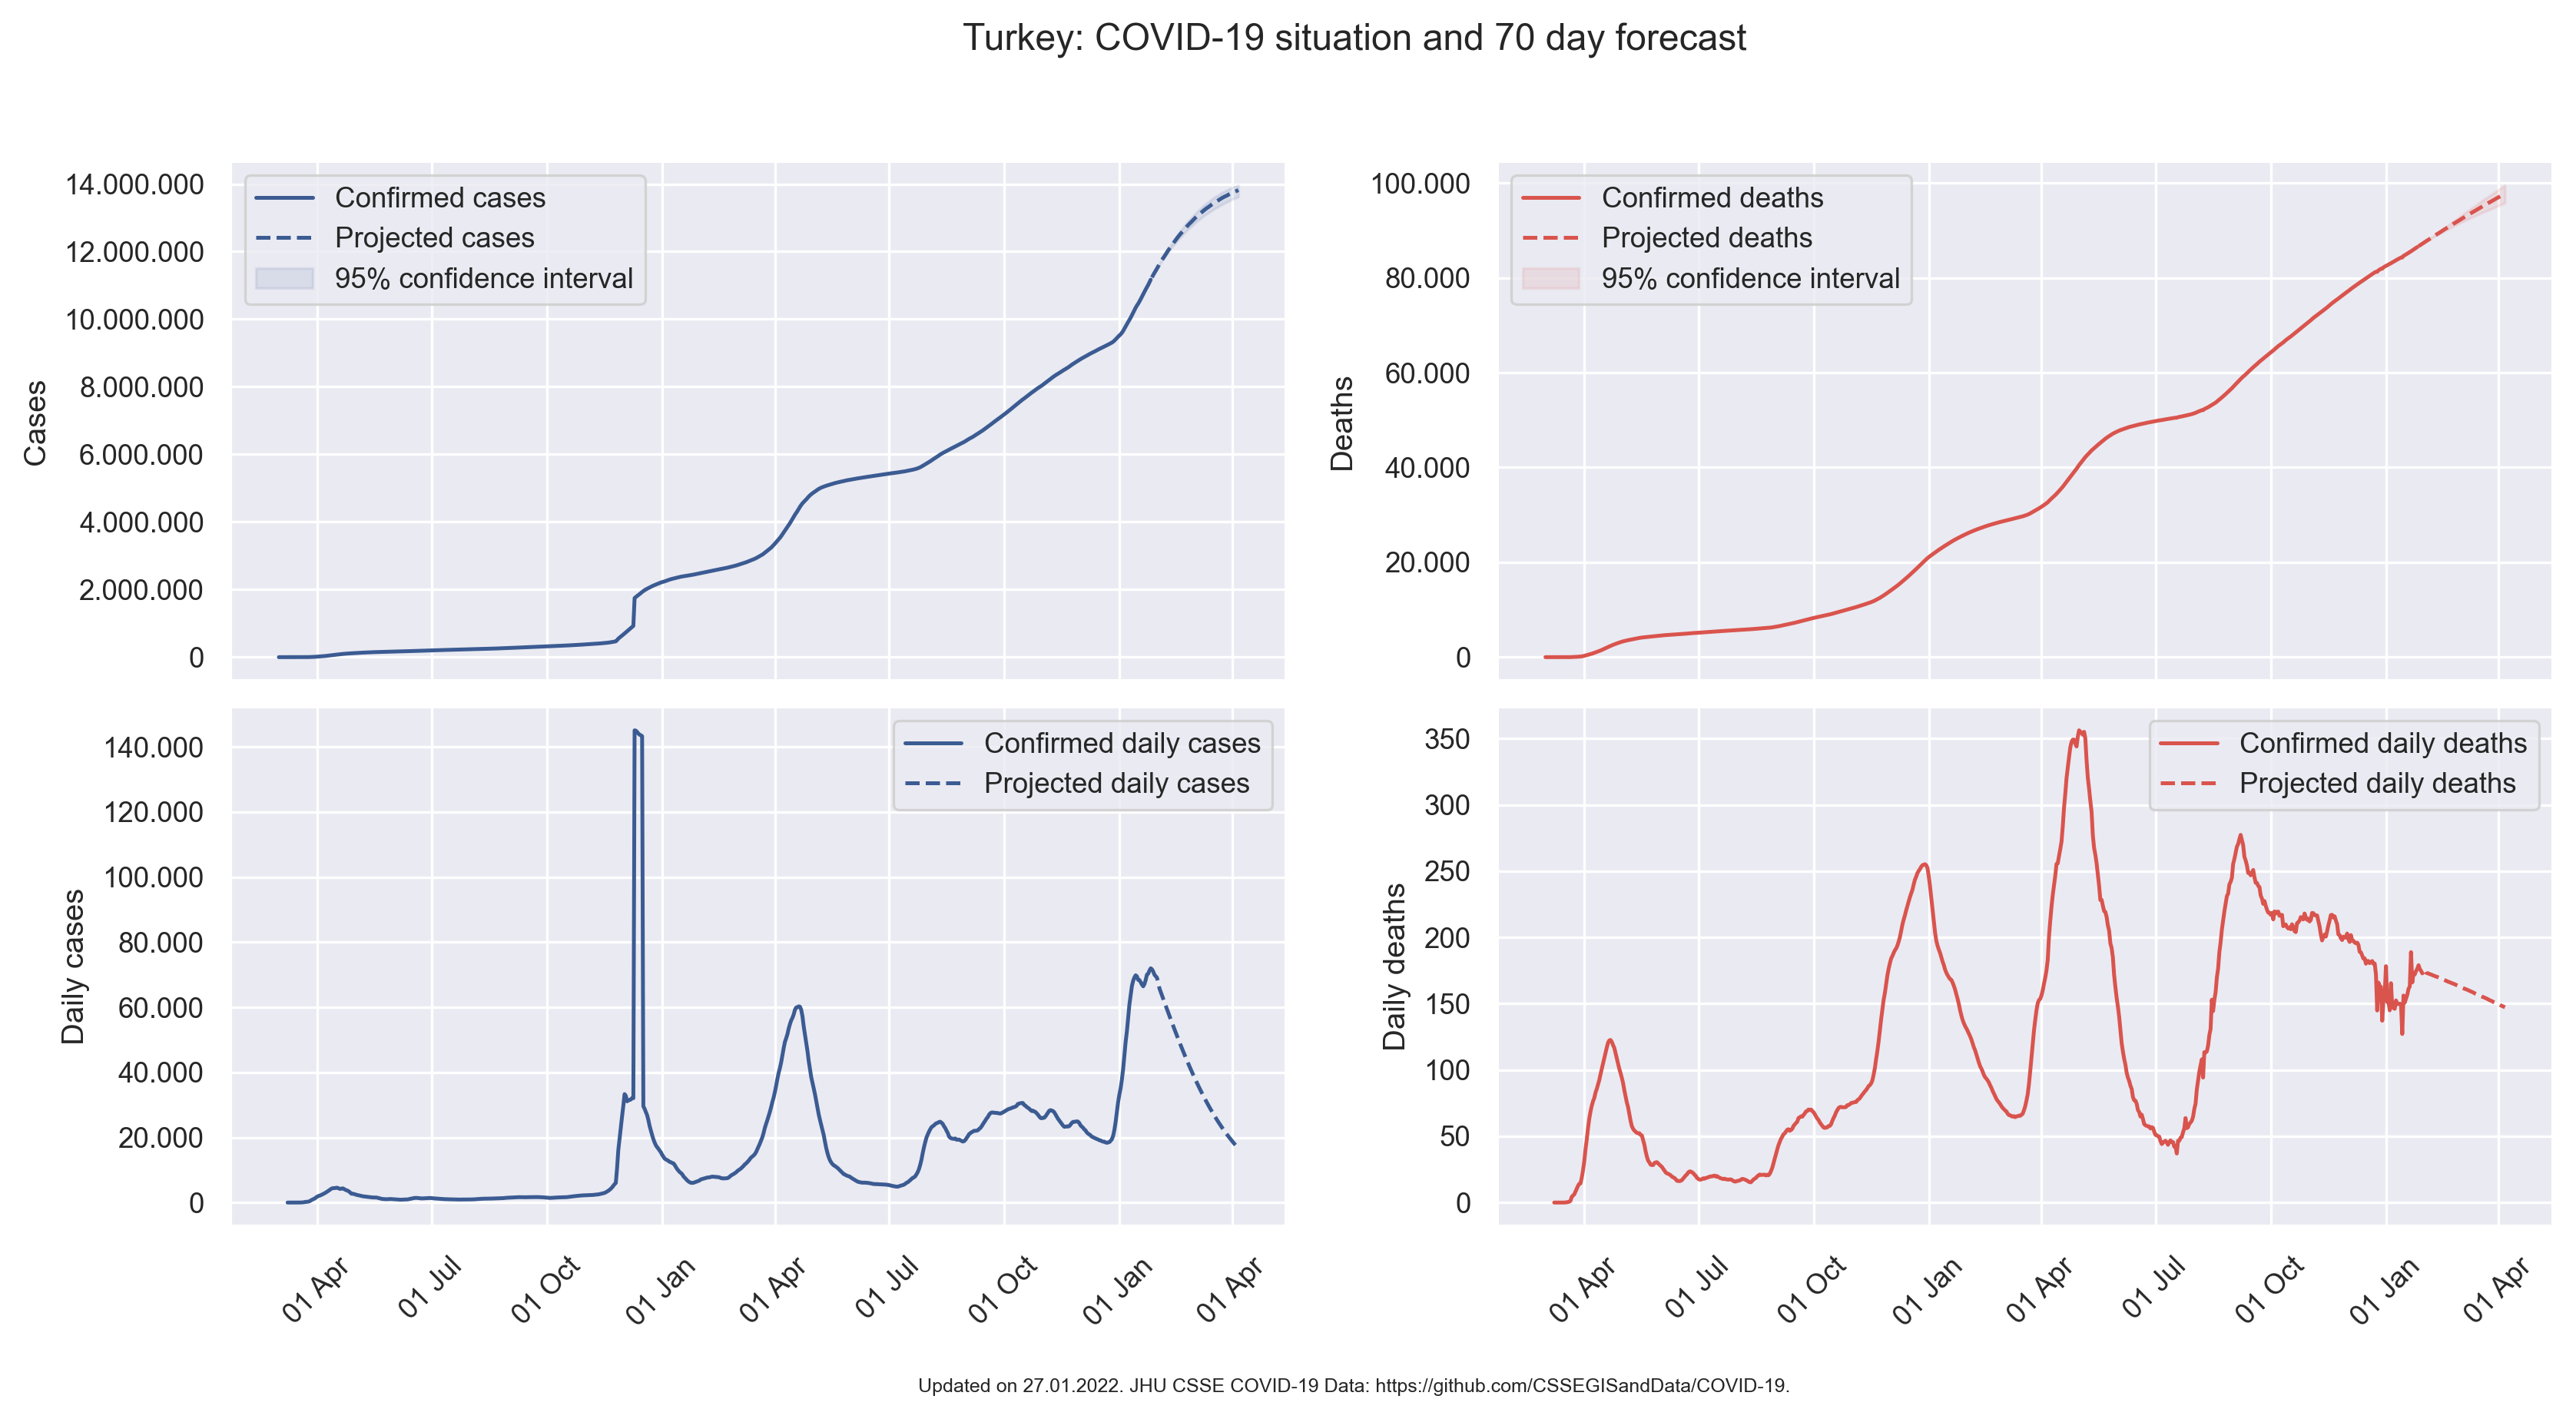 Turkey: COVID-19 situation and 70 day forecast
14.000.000
12.000.000
10.000.000
8.000.000
6.000.000
4.000.000
2.000.000
0
Cases
Confirmed cases
Projected cases
95% confidence interval
100.000
80.000
60.000
40.000
20.000
0
Deaths
Confirmed deaths
Projected deaths
95% confidence interval
140.000
120.000
100.000
80.000
60.000
40.000
20.000
0
Daily cases
Confirmed daily cases
Projected daily cases
01 Apr
01 Jul
01 Oct
01 Jan
01 Apr
01 Jul
01 Oct
01 Jan
01 Apr
350
300
250
200
150
100
50
0
Daily deaths
Confirmed daily deaths
Projected daily deaths
01 Apr
01 Jul
01 Oct
01 Jan
01 Apr
01 Jul
01 Oct
01 Jan
01 Apr
Updated on 27.01.2022. JHU CSSE COVID-19 Data: https://github.com/CSSEGISandData/COVID-19.